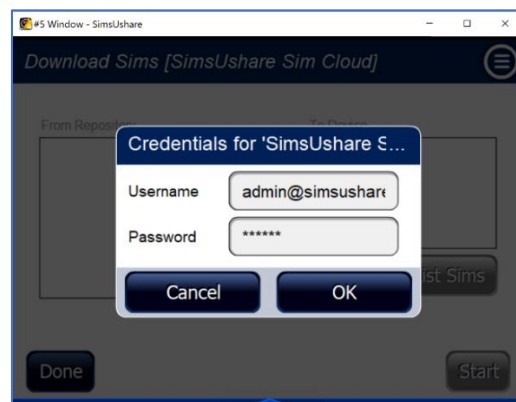 #5 Window - SimsUshare
Download Sims [SimsUshare Sim Cloud]
From Repository To Device
Credentials for 'SimsUshare S...
Username admin@simsushare
Password ******
List Sims
Cancel OK
Done Start